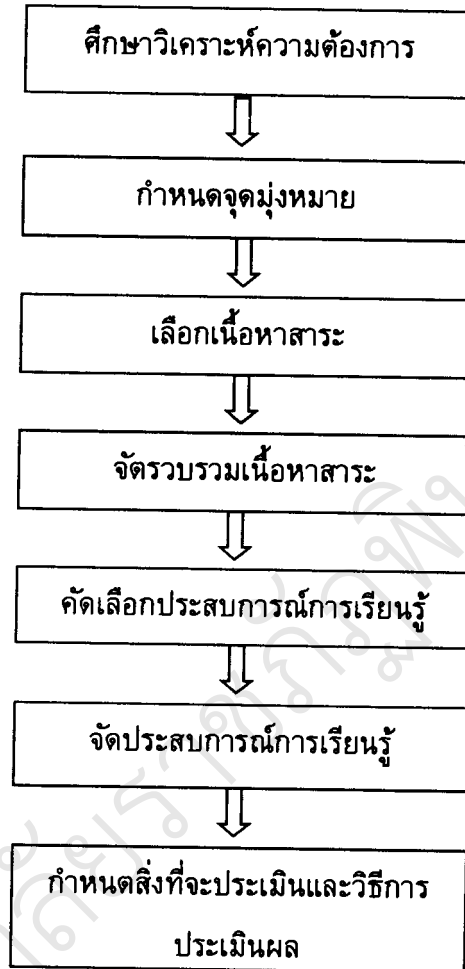 ศึกษาวิเคราะห์ความต้องการ
กำหนดจุดมุ่งหมาย
เลือกเนื้อหาสาระ
จัดรวบรวมเนื้อหาสาระ
คัดเลือกประสบการณ์การเรียนรู้
จัดประสบการณ์การเรียนรู้
กำหนดสิ่งที่จะประเมินและวิธีการ
ประเมินผล